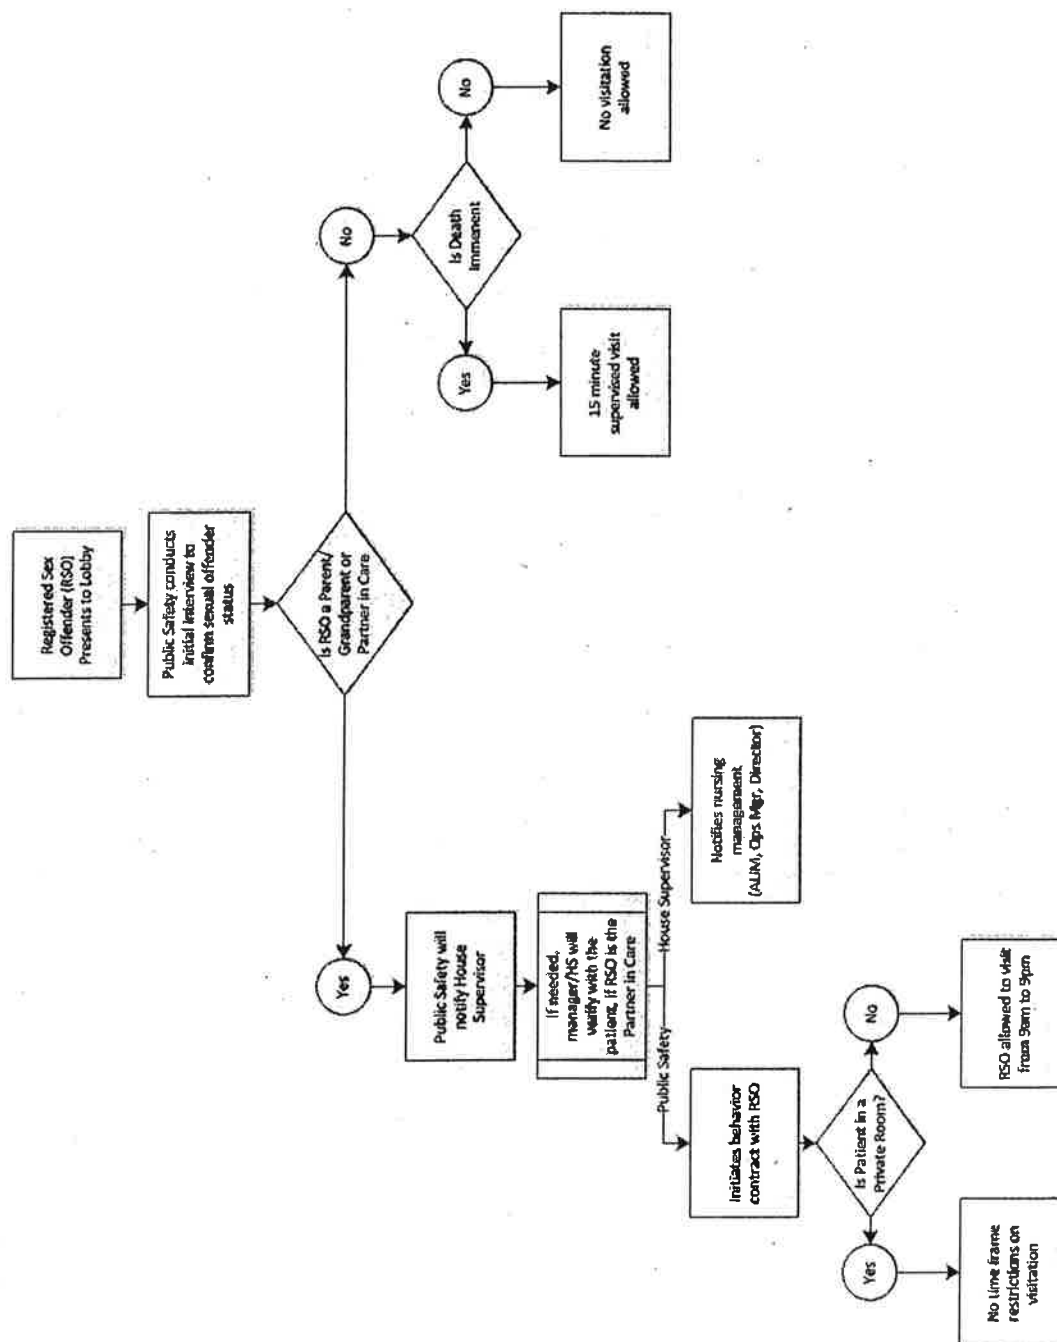 Registered Sex
Offender (RSO)
Presents to Lobby
Public Safety conducts
initial interview to
confirm sexual offender
status
Is RSO a Parent/
Grandparent or
Partner in Care
Yes
No
Public Safety will
notify House
Supervisor
If needed,
manager/HS will
verify with the
patient, if RSO is the
Partner in Care
Public Safety
House Supervisor
Initiates behavior
contract with RSO
Notifies nursing
management
(AUM, Ops Mgr, Director)
Is Patient in a
Private Room?
Yes
No
No time frame
restrictions on
visitation
RSO allowed to visit
from 9am to 9pm
Is Death
Immenent
Yes
No
15 minute
supervised visit
allowed
No visitation
allowed